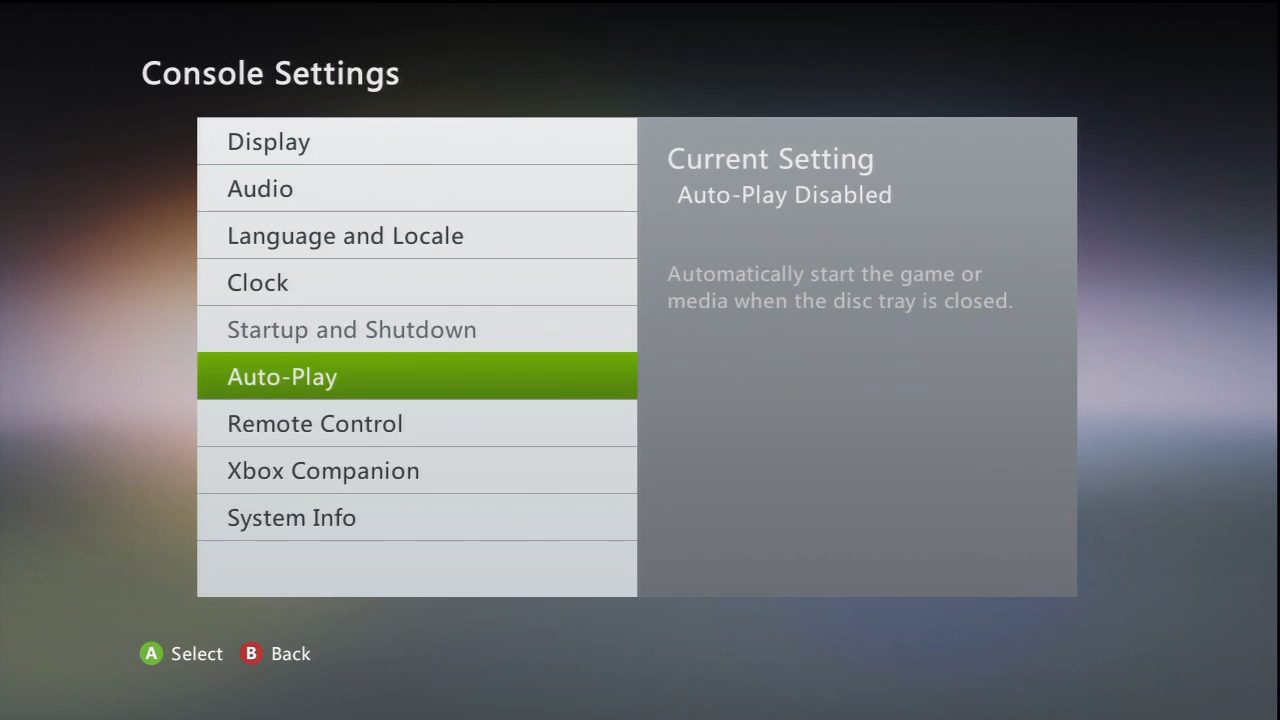 Console Settings
Display
Audio
Language and Locale
Clock
Startup and Shutdown
Auto-Play
Remote Control
Xbox Companion
System Info
Current Setting
Auto-Play Disabled
Automatically start the game or
media when the disc tray is closed.
A Select B Back